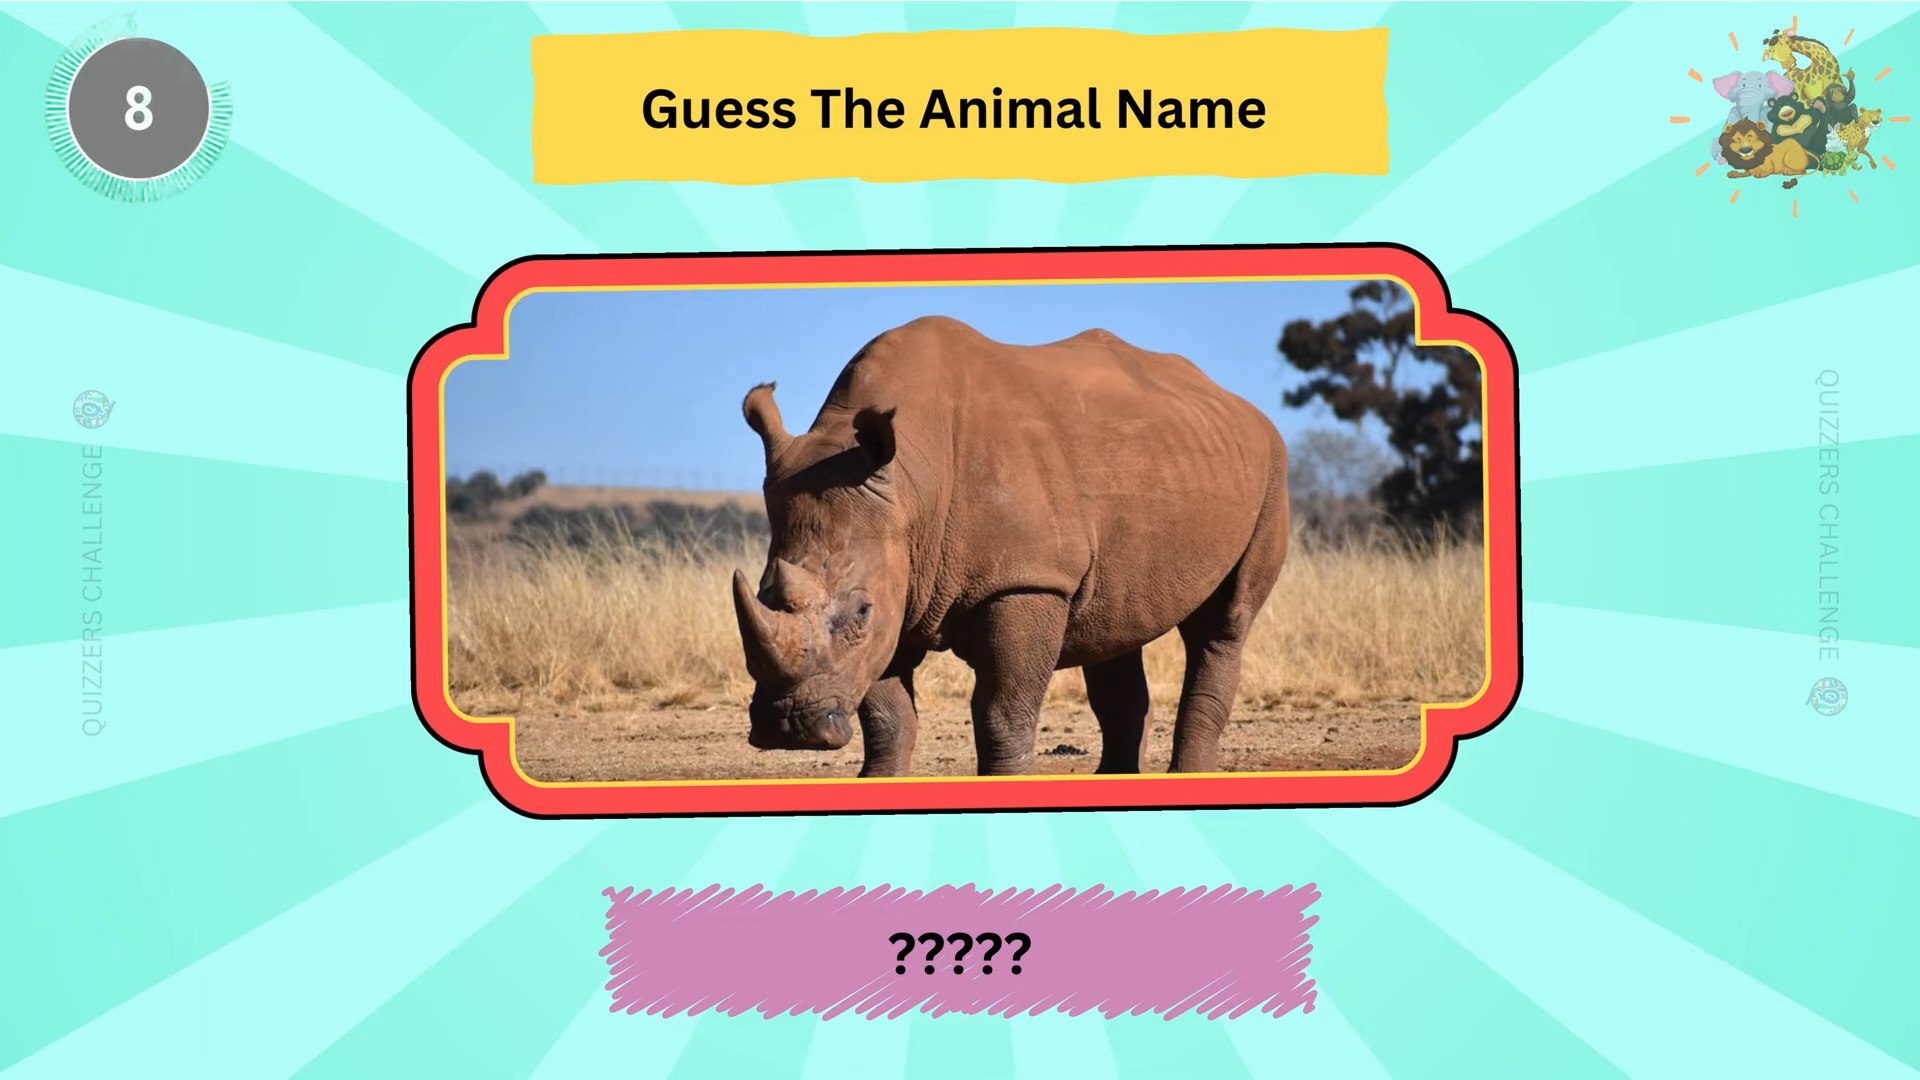 8
Guess The Animal Name
QUIZZERS CHALLENGE
QUIZZERS CHALLENGE
?????